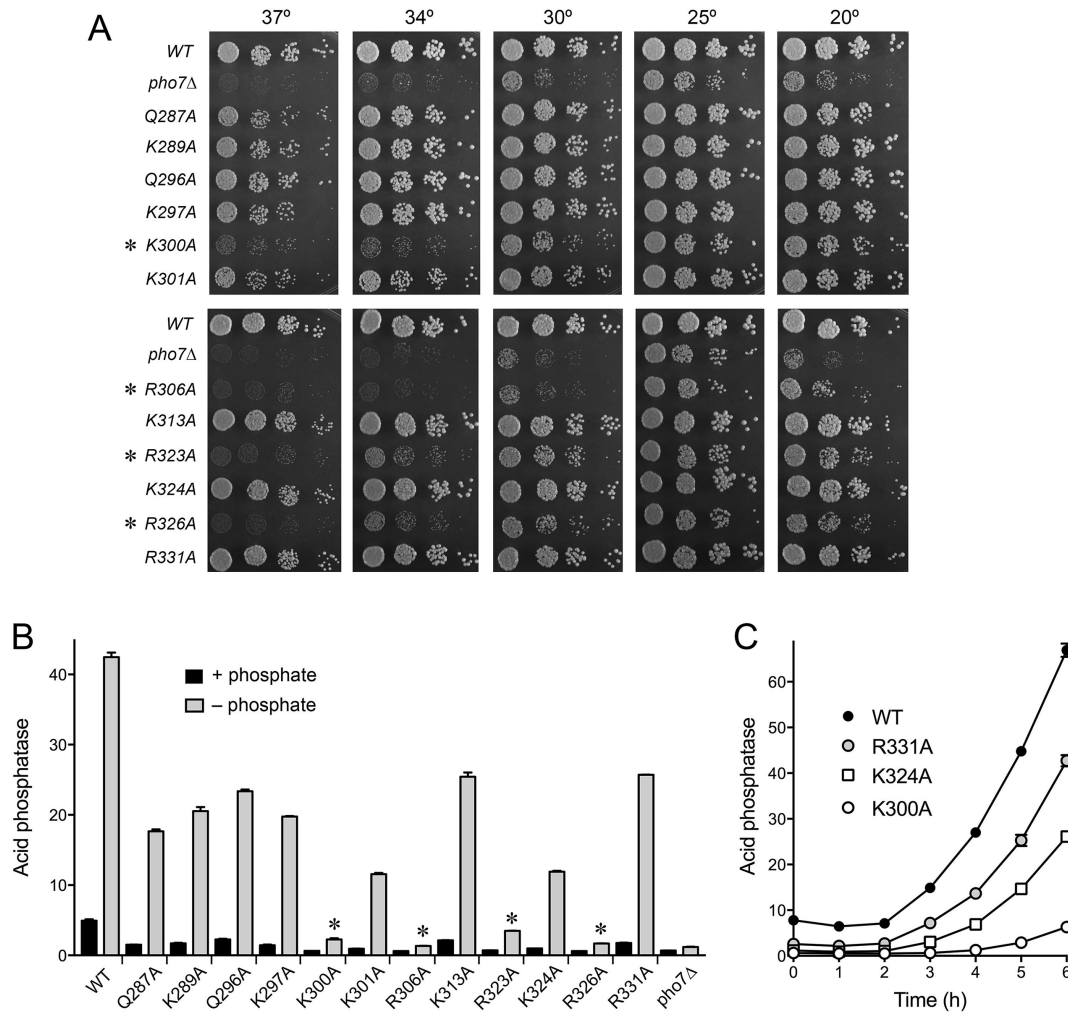 A
37º 34º 30º 25º 20º
WT
pho7Δ
Q287A
K289A
Q296A
K297A
* K300A
K301A
WT
pho7Δ
* R306A
K313A
* R323A
K324A
* R326A
R331A
B
Acid phosphatase
40
30
20
10
0
+ phosphate
– phosphate
* * * *
WT Q287A K289A Q296A K297A K300A K301A R306A K313A R323A K324A R326A R331A pho7Δ
C
Acid phosphatase
60
50
40
30
20
10
0
WT
R331A
K324A
K300A
0 1 2 3 4 5 6
Time (h)